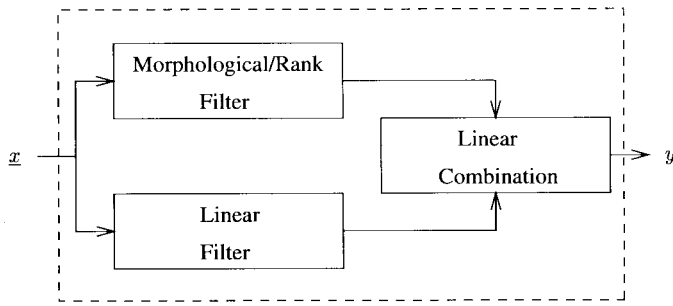 Morphological/Rank
Filter
x
Linear
Combination
y
Linear
Filter